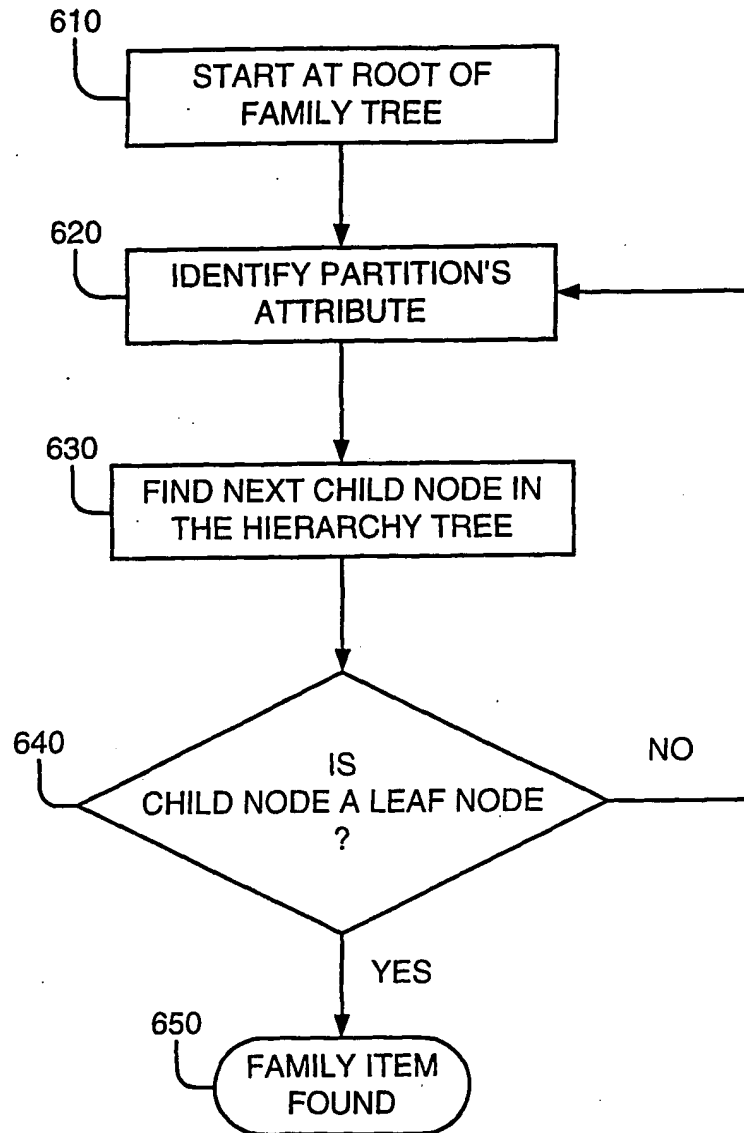 610
START AT ROOT OF
FAMILY TREE
620
IDENTIFY PARTITION'S
ATTRIBUTE
630
FIND NEXT CHILD NODE IN
THE HIERARCHY TREE
640
IS
CHILD NODE A LEAF NODE
?
NO
YES
650
FAMILY ITEM
FOUND